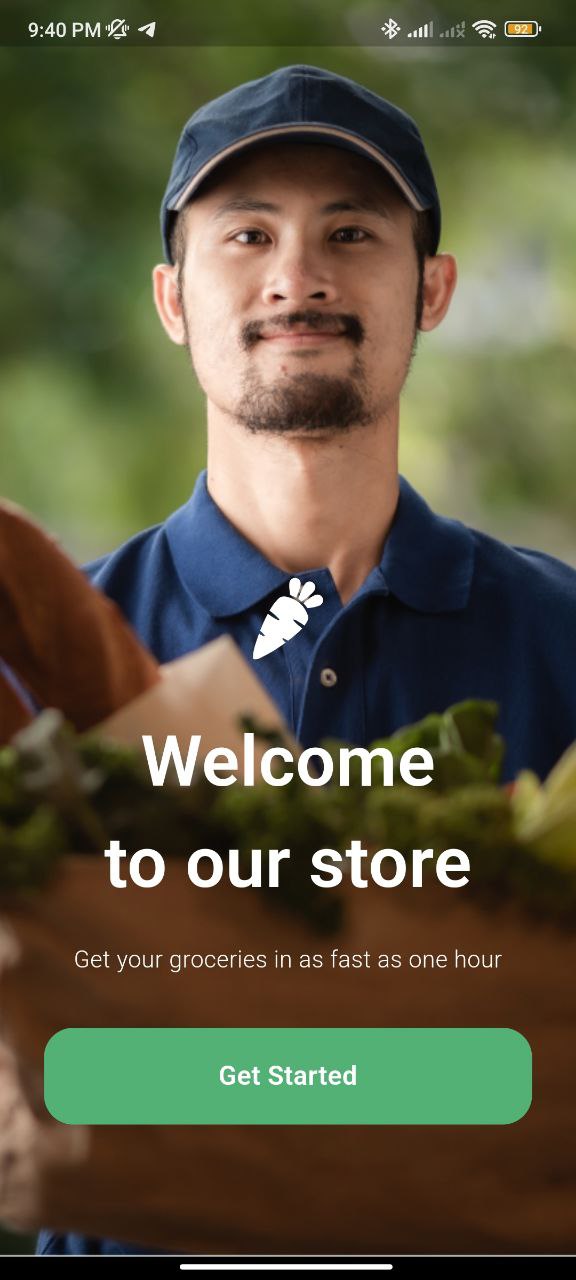 9:40 PM
92
Welcome
to our store
Get your groceries in as fast as one hour
Get Started